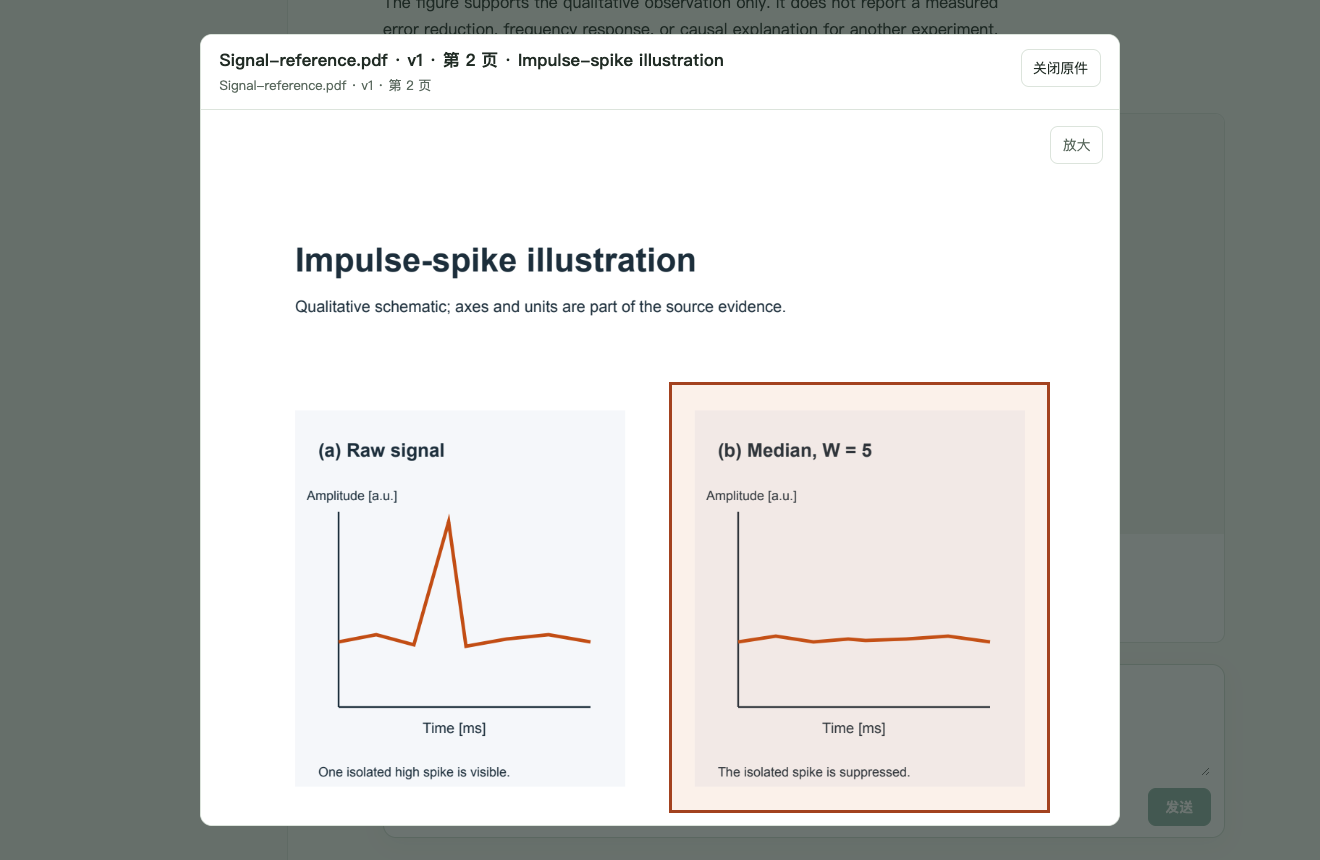 The figure supports the qualitative observation only. It does not report a measured
error reduction, frequency response, or causal explanation for another experiment.
Signal-reference.pdf · v1 · 第 2 页 · Impulse-spike illustration
Signal-reference.pdf · v1 · 第 2 页
关闭原件
放大
Impulse-spike illustration
Qualitative schematic; axes and units are part of the source evidence.
(a) Raw signal
Amplitude [a.u.]
Time [ms]
One isolated high spike is visible.
(b) Median, W = 5
Amplitude [a.u.]
Time [ms]
The isolated spike is suppressed.
发送